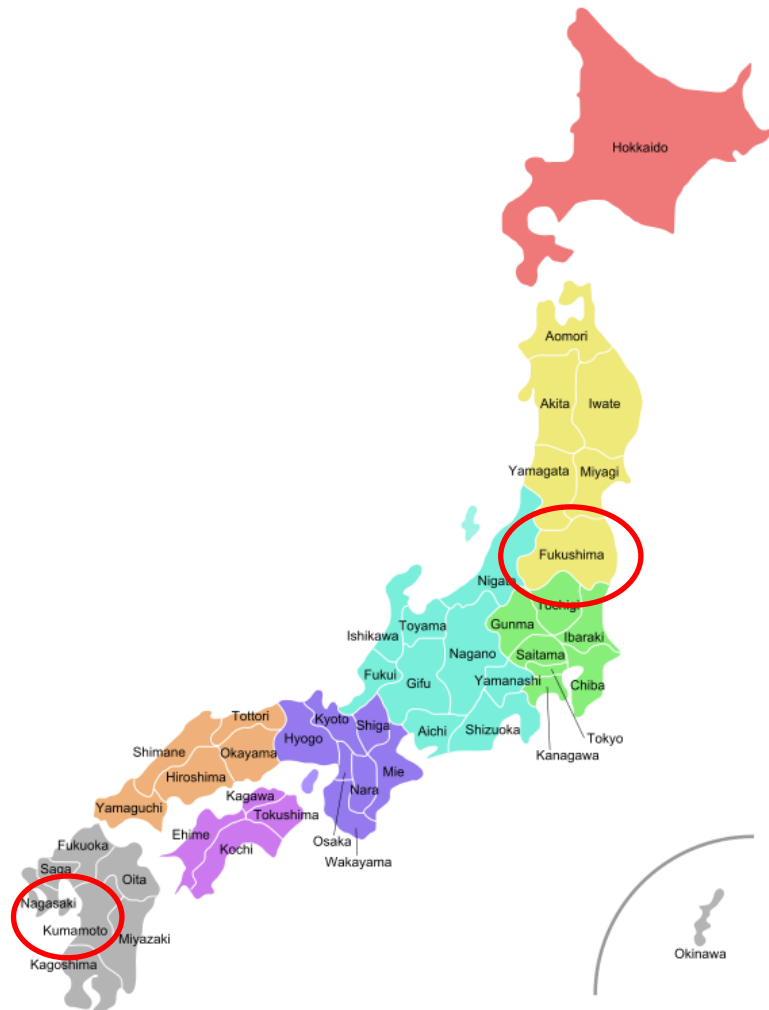 Hokkaido
Aomori
Akita
Iwate
Yamagata
Miyagi
Fukushima
Nigata
Tochigi
Gunma
Ibaraki
Toyama
Ishikawa
Nagano
Saitama
Fukui
Gifu
Yamanashi
Chiba
Tottori
Kyoto
Shiga
Aichi
Shizuoka
Tokyo
Hyogo
Kanagawa
Shimane
Okayama
Hiroshima
Mie
Nara
Kagawa
Yamaguchi
Tokushima
Ehime
Osaka
Fukuoka
Kochi
Wakayama
Saga
Oita
Nagasaki
Kumamoto
Miyazaki
Okinawa
Kagoshima